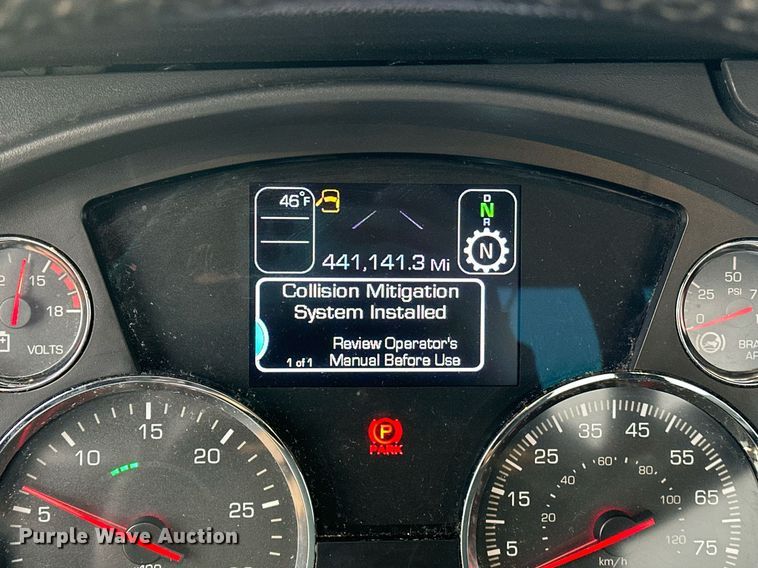 46°F
D
N
R
N
441,141.3 Mi
Collision Mitigation
System Installed
Review Operator's
1 of 1 Manual Before Use
12 15
18
VOLTS
50
25
PSI
0
BRA
P
PARK
5
10
15
20
25
5
15
25
35
45
55
65
75
20
40
60
80
100
120
km/h
Purple Wave Auction